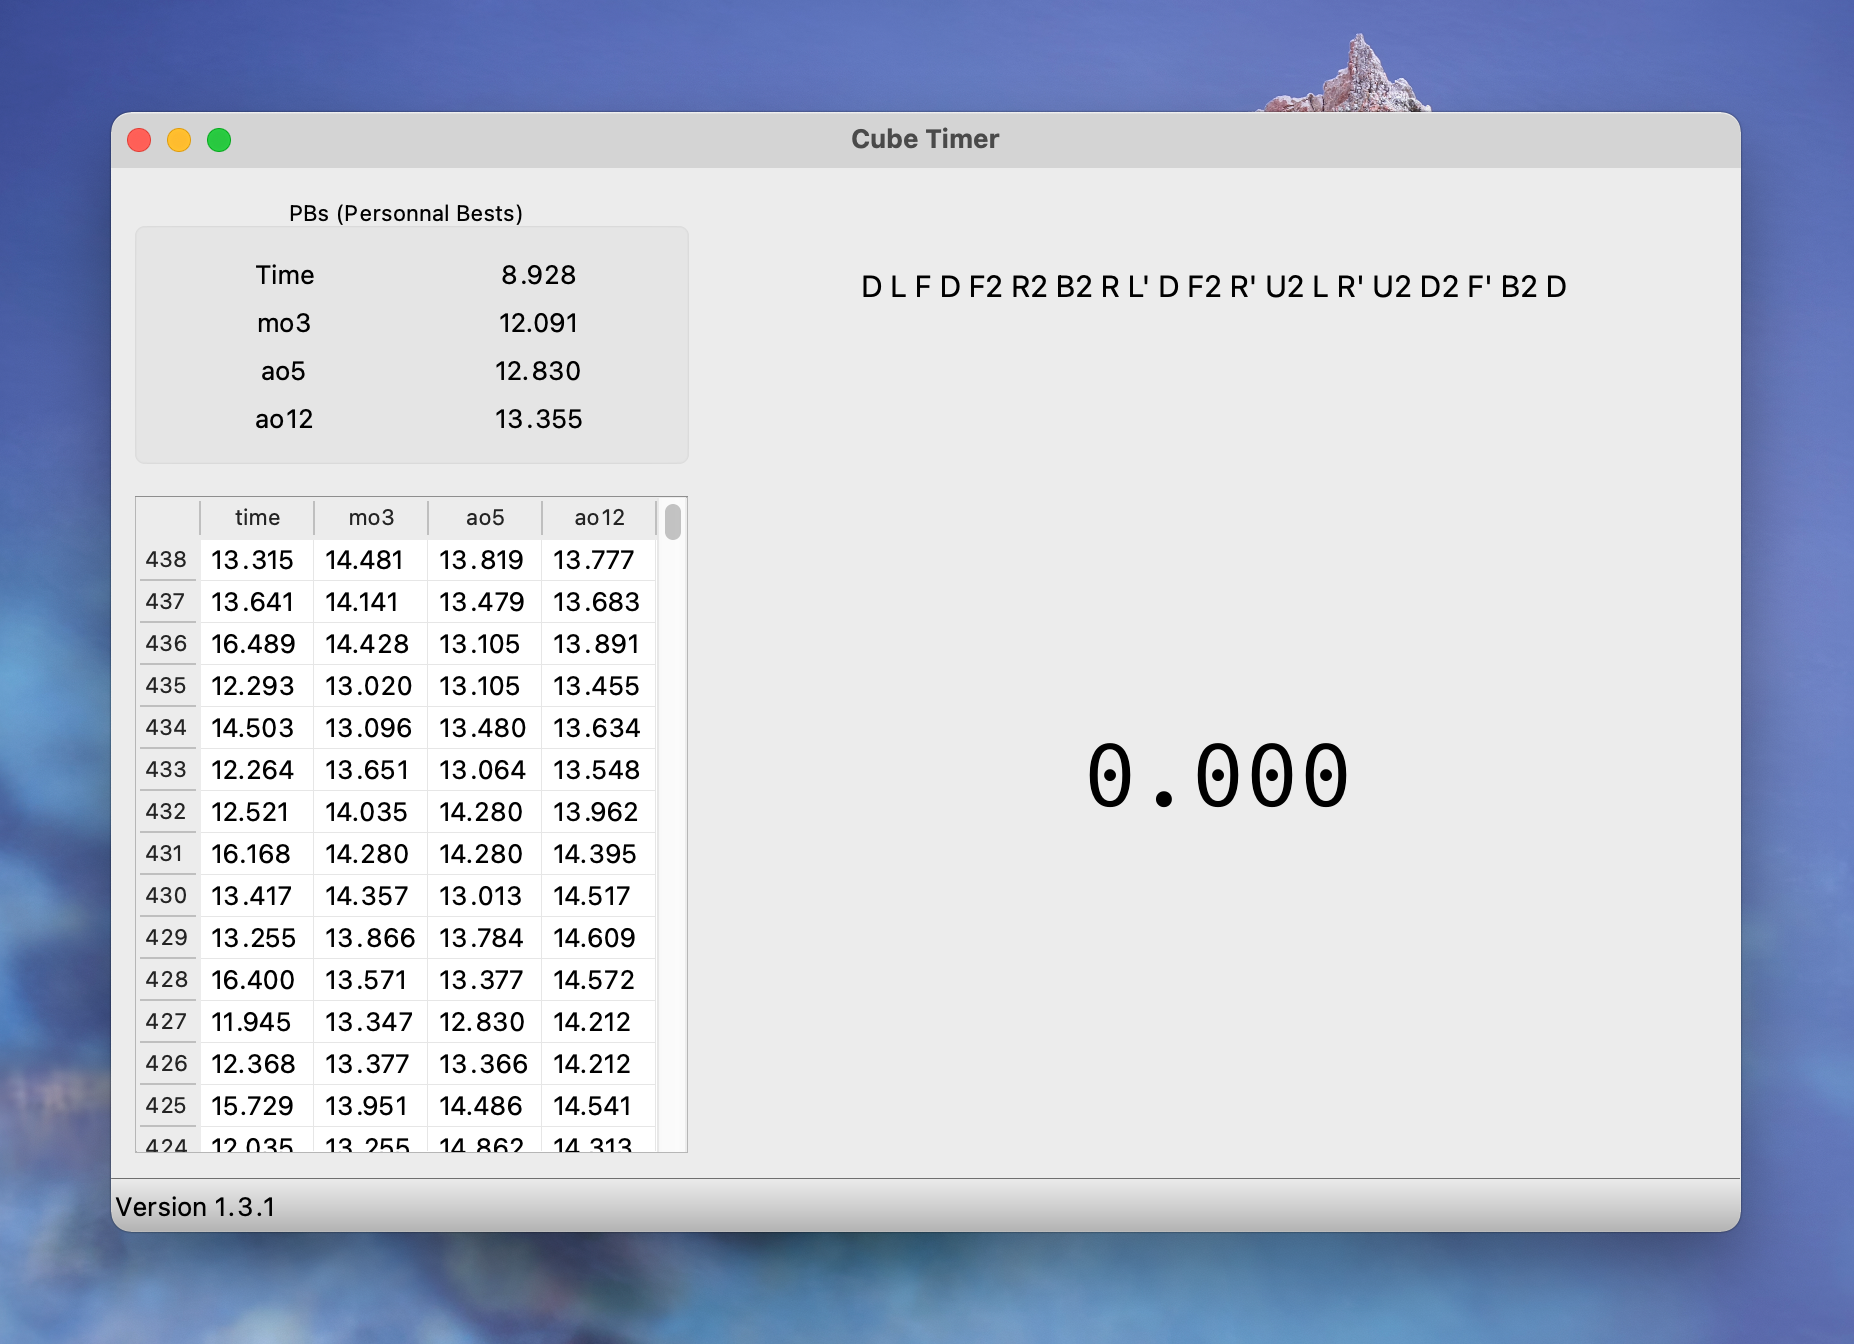 Cube Timer
PBs (Personnal Bests)
Time 8.928
mo3 12.091
ao5 12.830
ao12 13.355
D L F D F2 R2 B2 R L' D F2 R' U2 L R' U2 D2 F' B2 D
time mo3 ao5 ao12
438 13.315 14.481 13.819 13.777
437 13.641 14.141 13.479 13.683
436 16.489 14.428 13.105 13.891
435 12.293 13.020 13.105 13.455
434 14.503 13.096 13.480 13.634
433 12.264 13.651 13.064 13.548
432 12.521 14.035 14.280 13.962
431 16.168 14.280 14.280 14.395
430 13.417 14.357 13.013 14.517
429 13.255 13.866 13.784 14.609
428 16.400 13.571 13.377 14.572
427 11.945 13.347 12.830 14.212
426 12.368 13.377 13.366 14.212
425 15.729 13.951 14.486 14.541
424 12.035 13.255 14.862 14.313
0.000
Version 1.3.1